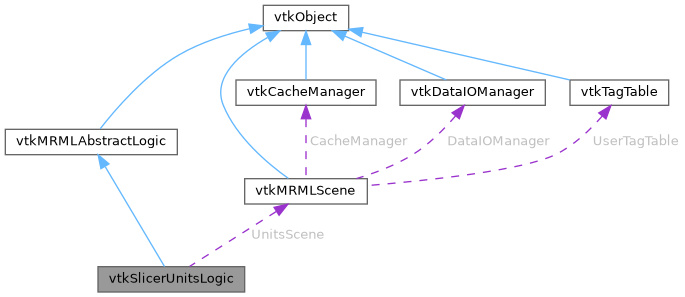 vtkObject
vtkCacheManager
vtkDataIOManager
vtkTagTable
vtkMRMLAbstractLogic
CacheManager
DataIOManager
UserTagTable
vtkMRMLScene
UnitsScene
vtkSlicerUnitsLogic